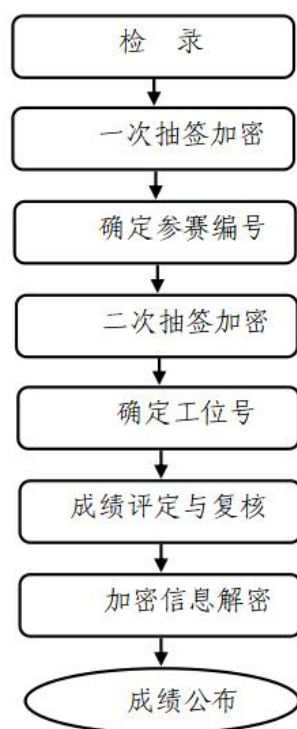 检 录
一次抽签加密
确定参赛编号
二次抽签加密
确定工位号
成绩评定与复核
加密信息解密
成绩公布